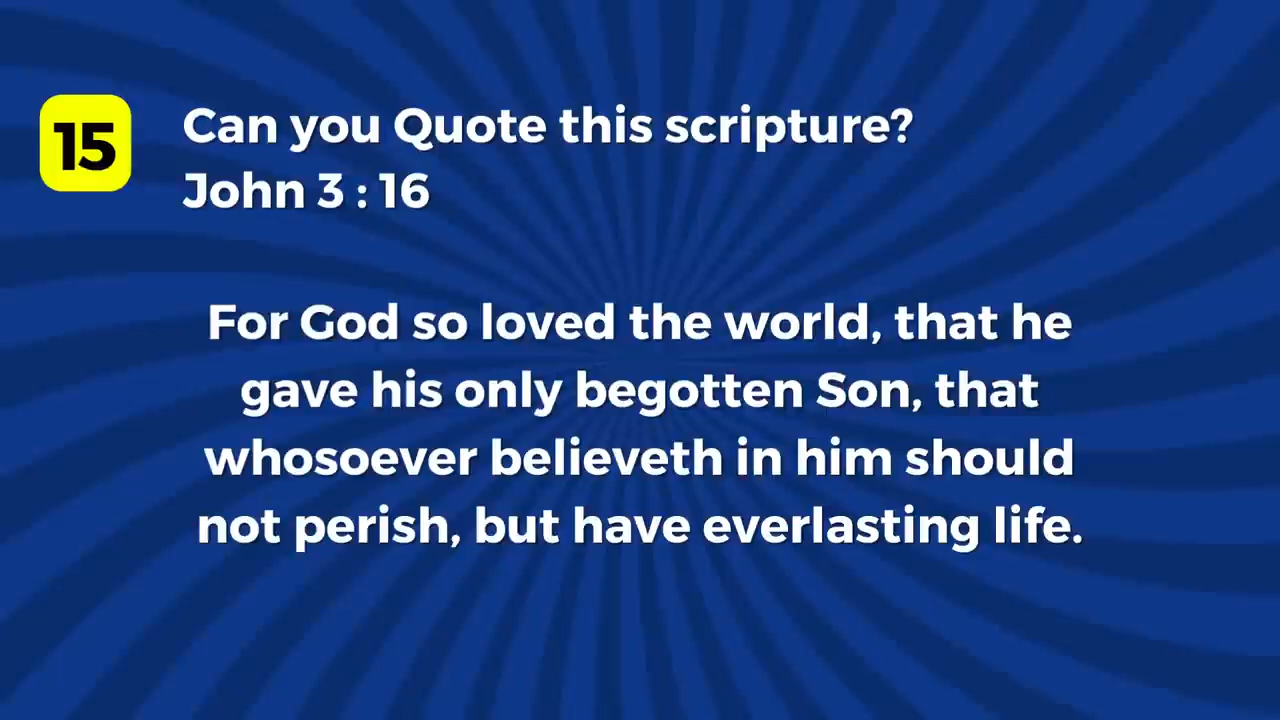 15
Can you Quote this scripture?
John 3 : 16
For God so loved the world, that he
gave his only begotten Son, that
whosoever believeth in him should
not perish, but have everlasting life.